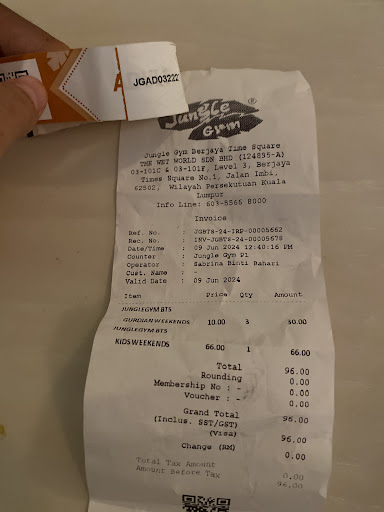 JGAD03222
Jungle
Gym
®
Jungle Gym Berjaya Time Square
THE WET WORLD SDN BHD (124895-A)
03-101C & 03-101F, Level 3, Berjaya
Times Square No.1, Jalan Imbi,
62502, Wilayah Persekutuan Kuala
Lumpur
Info Line: 603-8566 8000
Invoice
Ref. No. : JGBTS-24-IRP-00005662
Rec. No. : INV-JGBTS-24-00005678
Date/Time : 09 Jun 2024 12:40:16 PM
Counter : Jungle Gym P1
Operator : Sabrina Binti Bahari
Cust. Name : -
Valid Date : 09 Jun 2024
Item Price Qty Amount
JUNGLEGYM BTS
GURDIAN WEEKENDS 10.00 3 30.00
JUNGLEGYM BTS
KIDS WEEKENDS 66.00 1 66.00
Total 96.00
Rounding 0.00
Membership No : - 0.00
Voucher : - 0.00
Grand Total 96.00
(Inclus. SST/GST)
(Visa) 96.00
Change (RM) 0.00
Total Tax Amount 0.00
Amount Before Tax 96.00